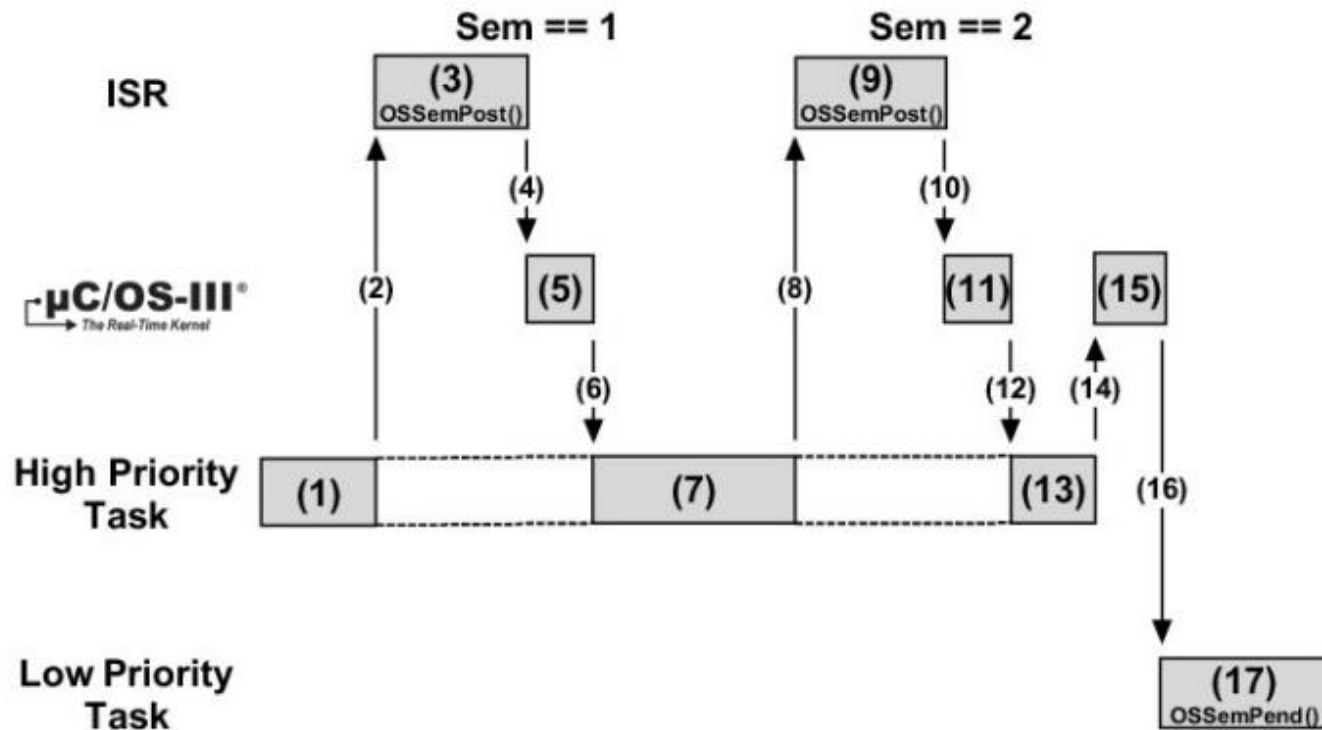 Sem == 1
Sem == 2
ISR
(3)
OSSemPost()
(9)
OSSemPost()
(4)
(10)
µC/OS-III®
The Real-Time Kernel
(2)
(5)
(8)
(11)
(15)
(6)
(12)
(14)
High Priority
Task
(1)
(7)
(13)
(16)
Low Priority
Task
(17)
OSSemPend()